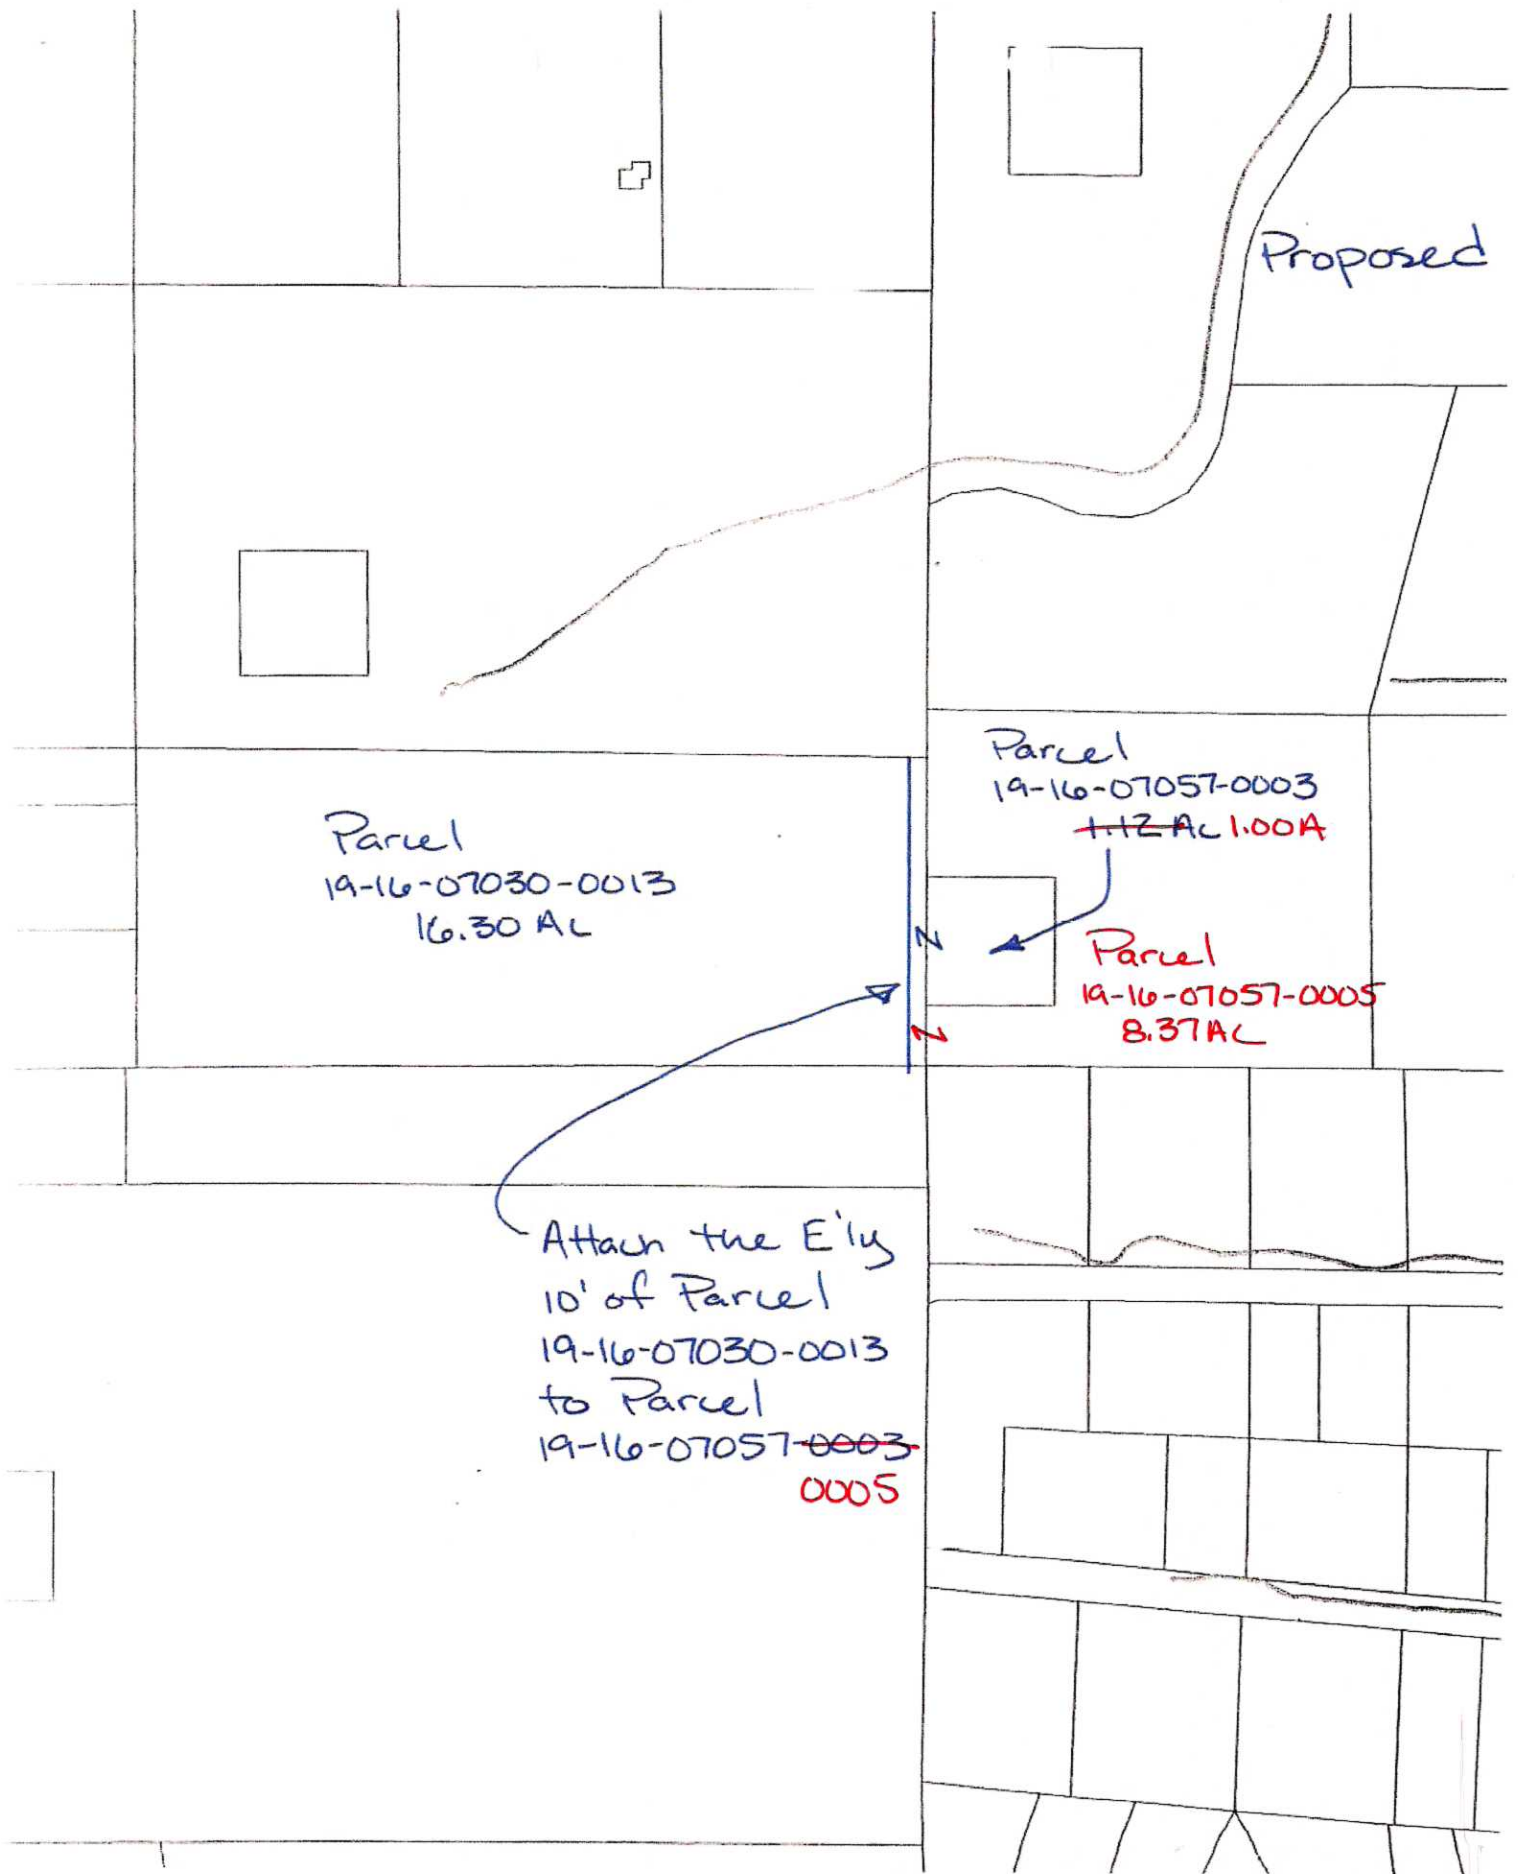 Proposed
Parcel
19-16-07057-0003
1.12 AC 1.00A
Parcel
19-16-07030-0013
16.30 AC
Z
Parcel
19-16-07057-0005
8.37AC
Z
Attach the E'ly
10' of Parcel
19-16-07030-0013
to Parcel
19-16-07057-0003
0005